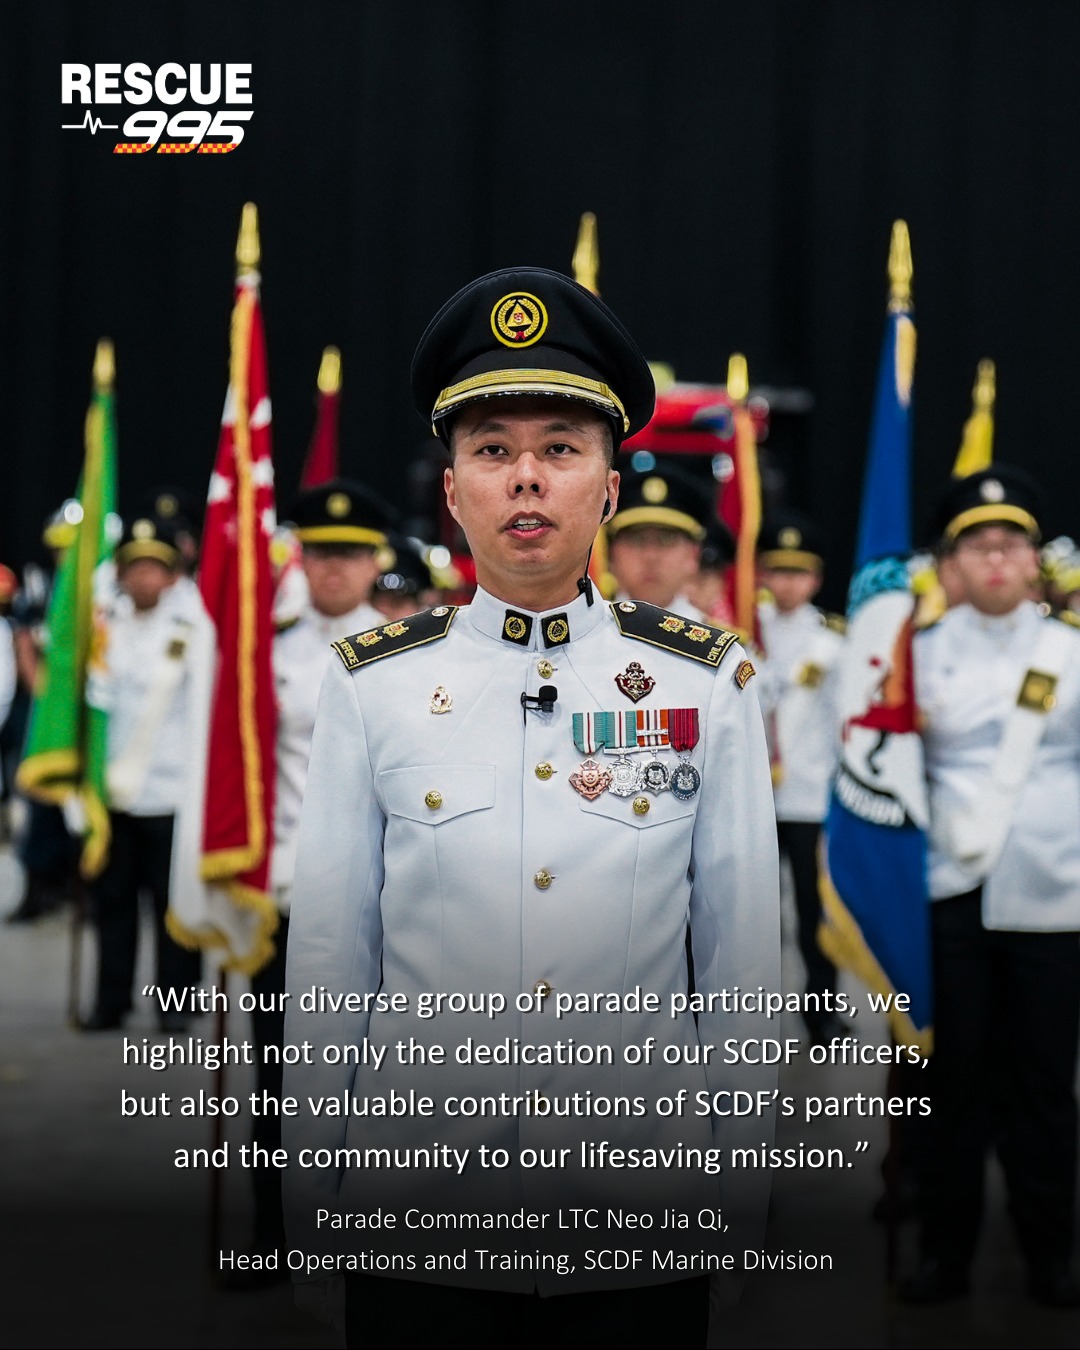 RESCUE
995
“With our diverse group of parade participants, we
highlight not only the dedication of our SCDF officers,
but also the valuable contributions of SCDF’s partners
and the community to our lifesaving mission.”
Parade Commander LTC Neo Jia Qi,
Head Operations and Training, SCDF Marine Division